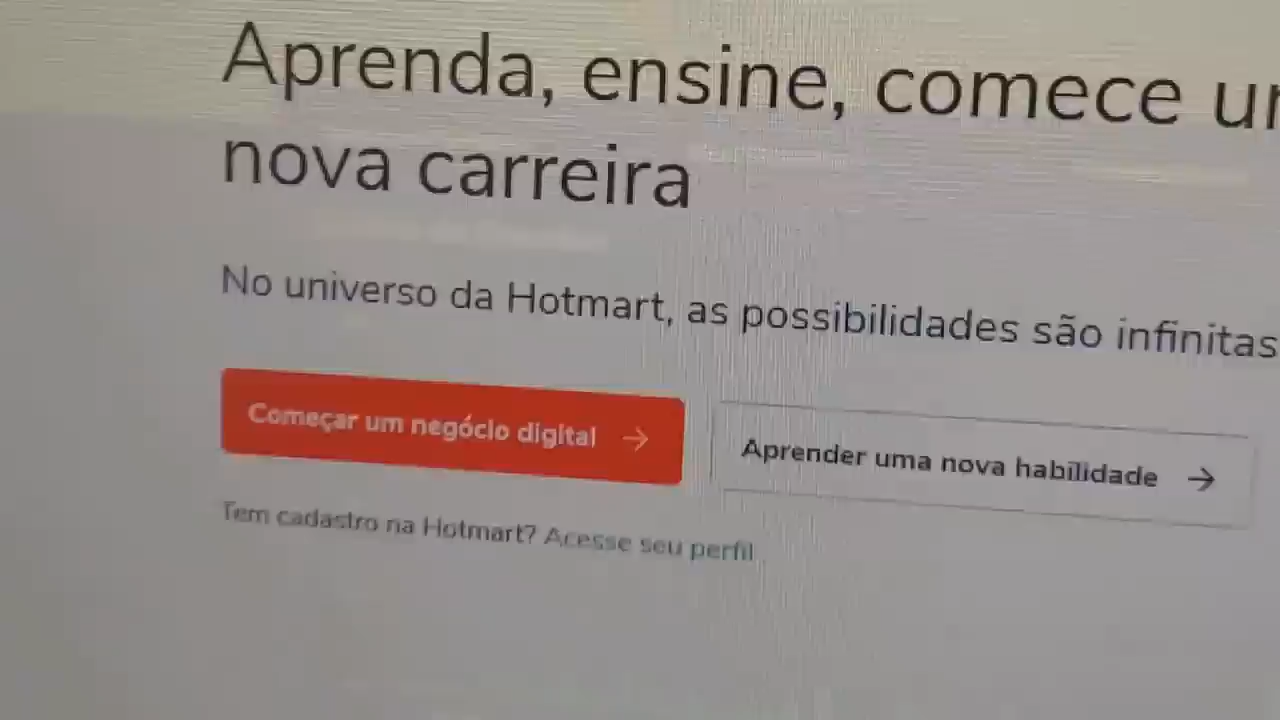 Aprenda, ensine, comece
nova carreira
No universo da Hotmart, as possibilidades são infinitas
Começar um negócio digital →
Aprender uma nova habilidade →
Tem cadastro na Hotmart? Acesse seu perfil